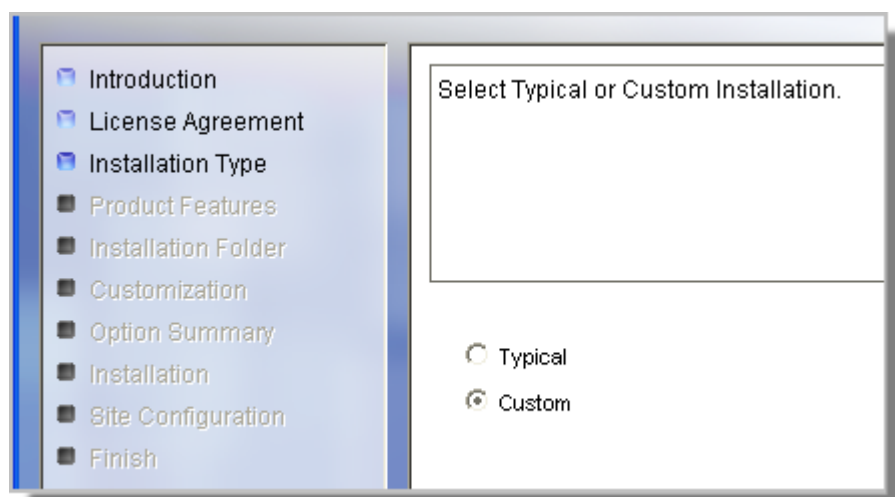 Introduction
License Agreement
Installation Type
Product Features
Installation Folder
Customization
Option Summary
Installation
Site Configuration
Finish
Select Typical or Custom Installation.
Typical
Custom